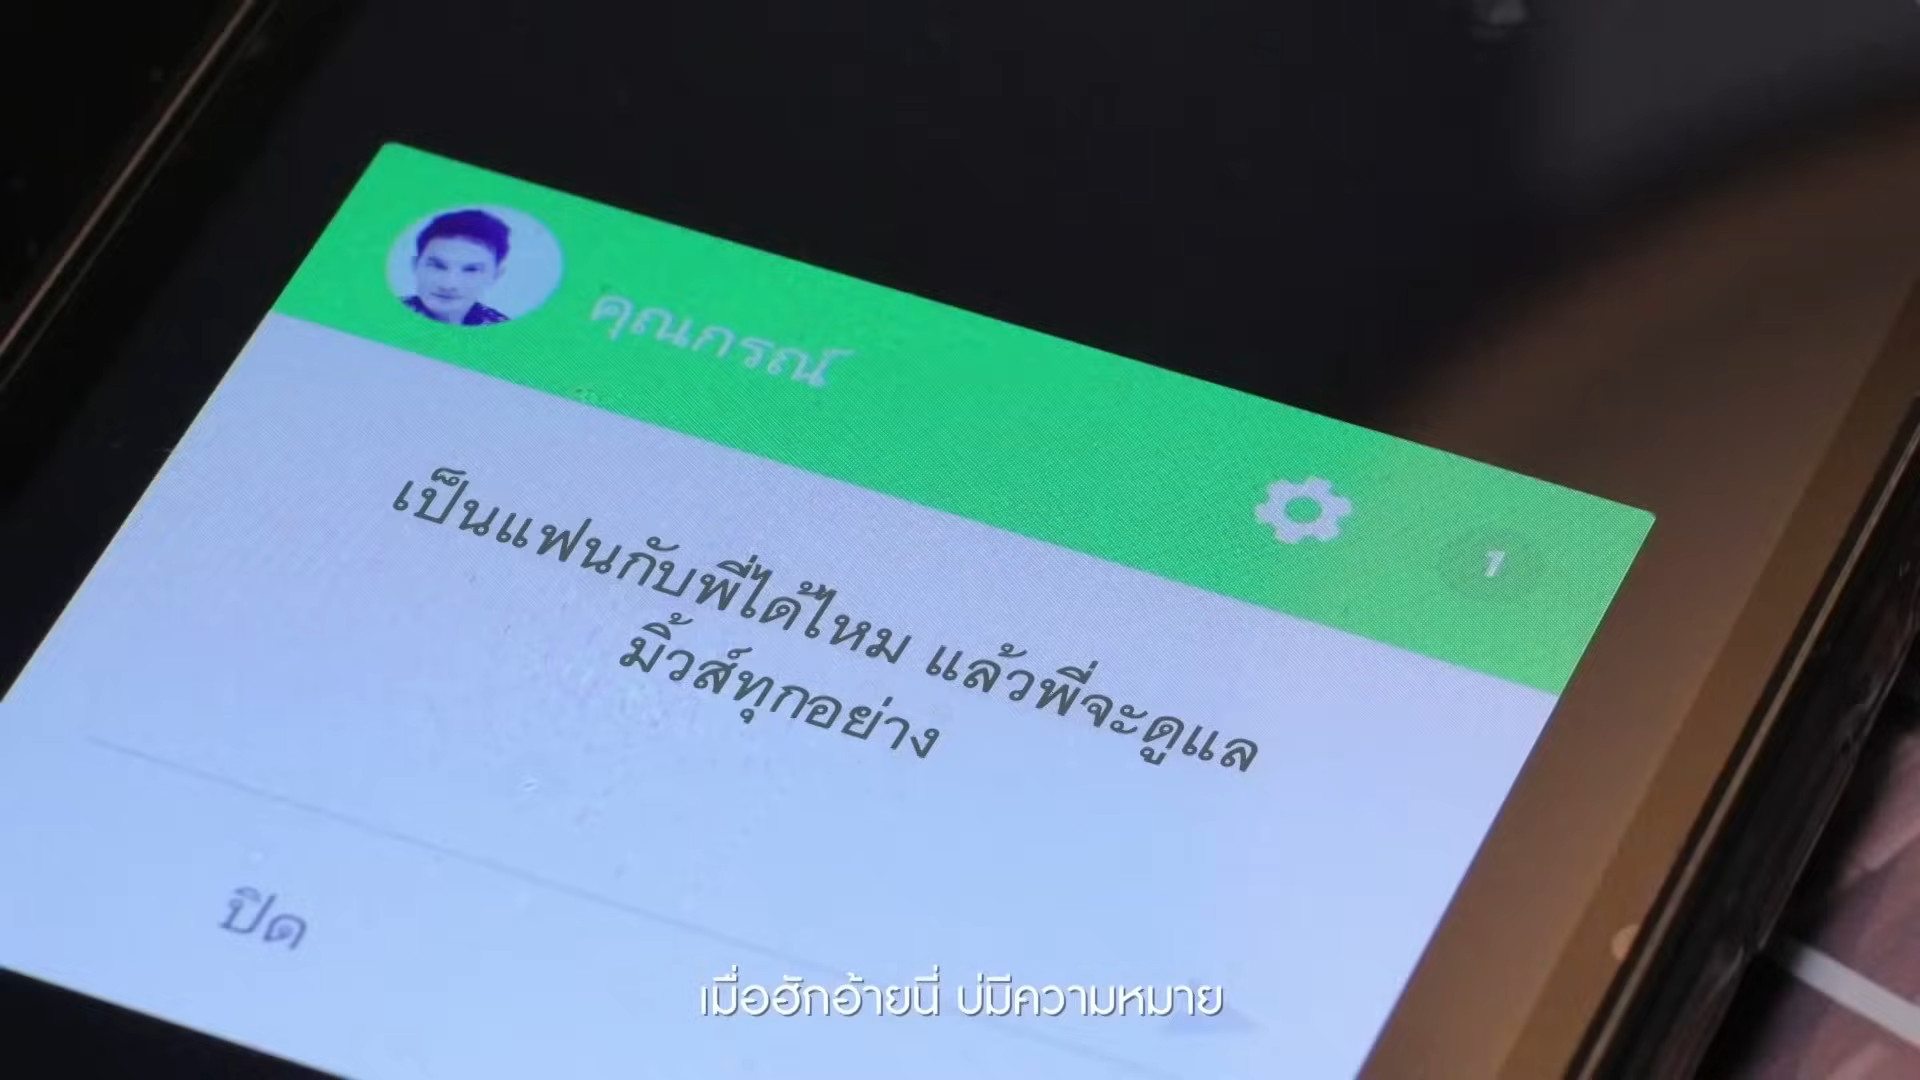 คุณกรณ์
1
เป็นแฟนกับพี่ได้ไหม แล้วพี่จะดูแล
มิ้วส์ทุกอย่าง
ปิด
เมื่อฮักอ้ายนี่ บ่มีความหมาย